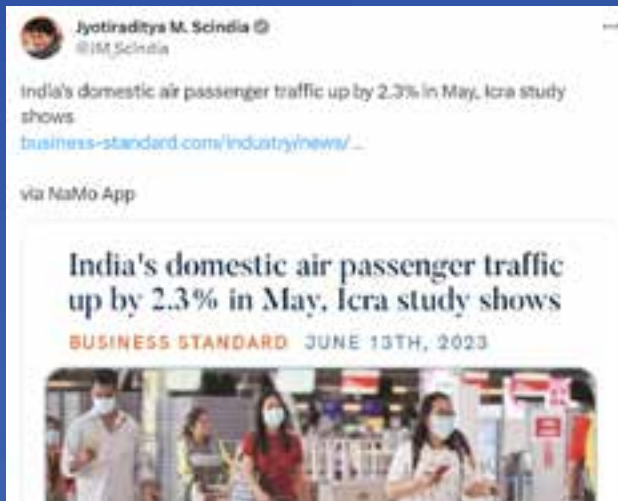 Jyotiraditya M. Scindia
@JM_Scindia
India's domestic air passenger traffic up by 2.3% in May, Icra study
shows
business-standard.com/industry/news/...
via NaMo App
India's domestic air passenger traffic
up by 2.3% in May, Icra study shows
BUSINESS STANDARD JUNE 13TH, 2023